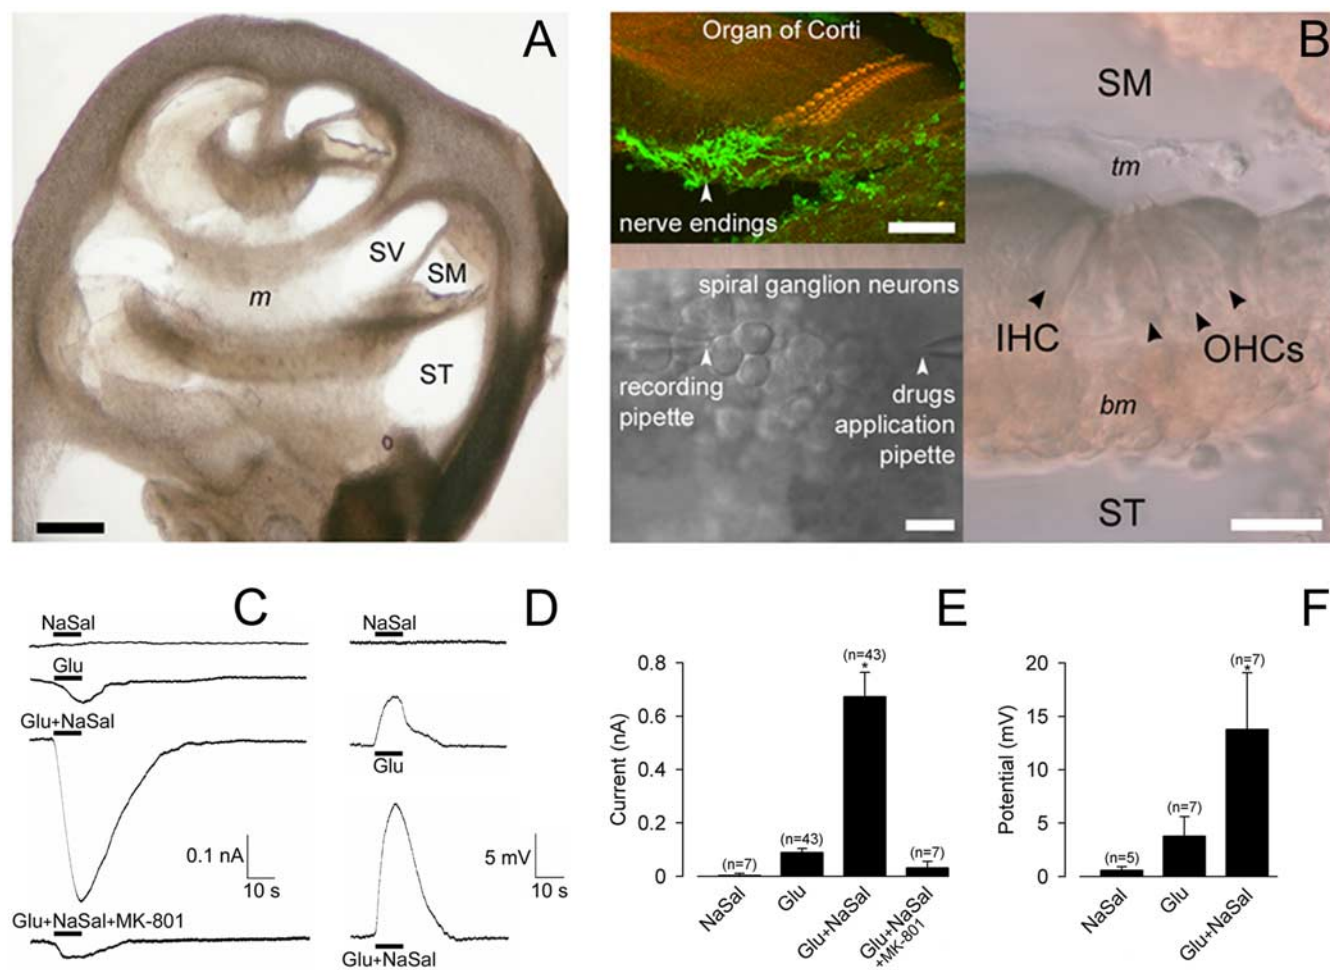 A
SV
SM
m
ST
B
Organ of Corti
nerve endings
spiral ganglion neurons
recording
pipette
drugs
application
pipette
SM
tm
IHC
OHCs
bm
ST
C
NaSal
Glu
Glu+NaSal
0.1 nA
10 s
Glu+NaSal+MK-801
D
NaSal
Glu
5 mV
10 s
Glu+NaSal
E
Current (nA)
0.8
0.6
0.4
0.2
0
(n=7)
(n=43)
(n=43)
*
(n=7)
NaSal
Glu
Glu+NaSal
Glu+NaSal
+MK-801
F
Potential (mV)
20
15
10
5
0
(n=5)
(n=7)
(n=7)
*
NaSal
Glu
Glu+NaSal